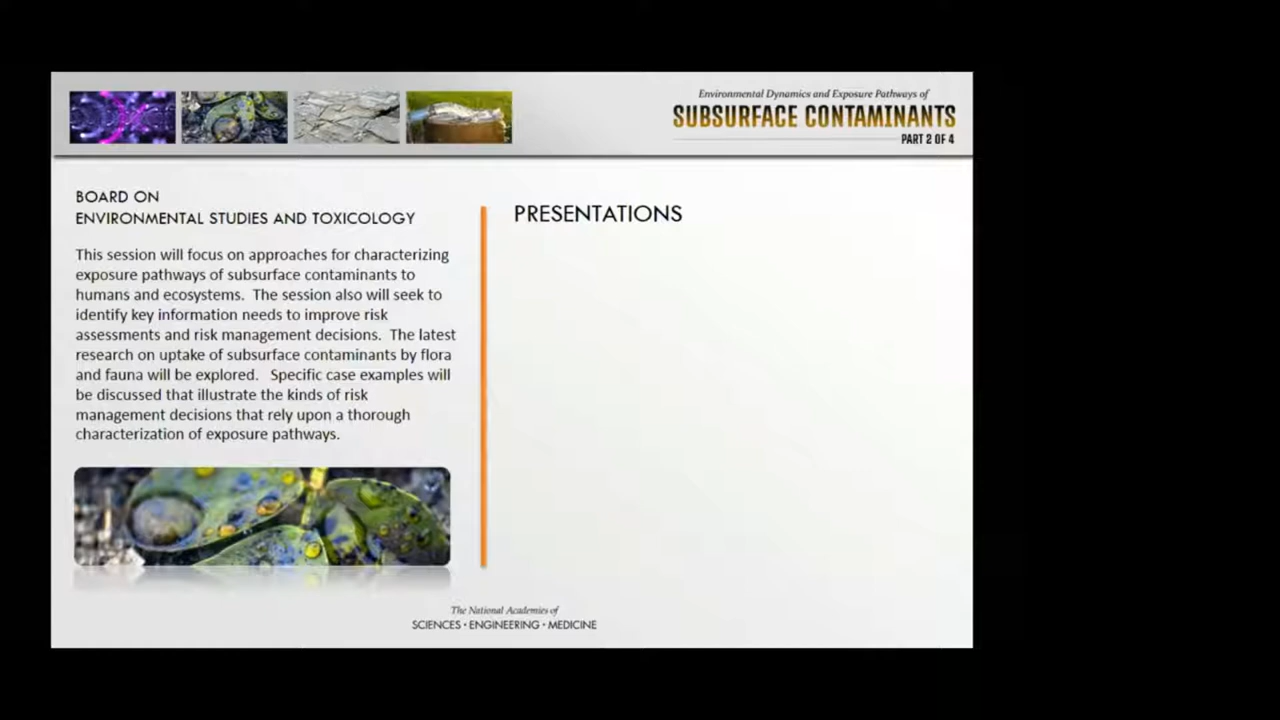 Environmental Dynamics and Exposure Pathways of
SUBSURFACE CONTAMINANTS
PART 2 OF 4
BOARD ON
ENVIRONMENTAL STUDIES AND TOXICOLOGY
This session will focus on approaches for characterizing
exposure pathways of subsurface contaminants to
humans and ecosystems.  The session also will seek to
identify key information needs to improve risk
assessments and risk management decisions.  The latest
research on uptake of subsurface contaminants by flora
and fauna will be explored.   Specific case examples will
be discussed that illustrate the kinds of risk
management decisions that rely upon a thorough
characterization of exposure pathways.
PRESENTATIONS
The National Academies of
SCIENCES • ENGINEERING • MEDICINE